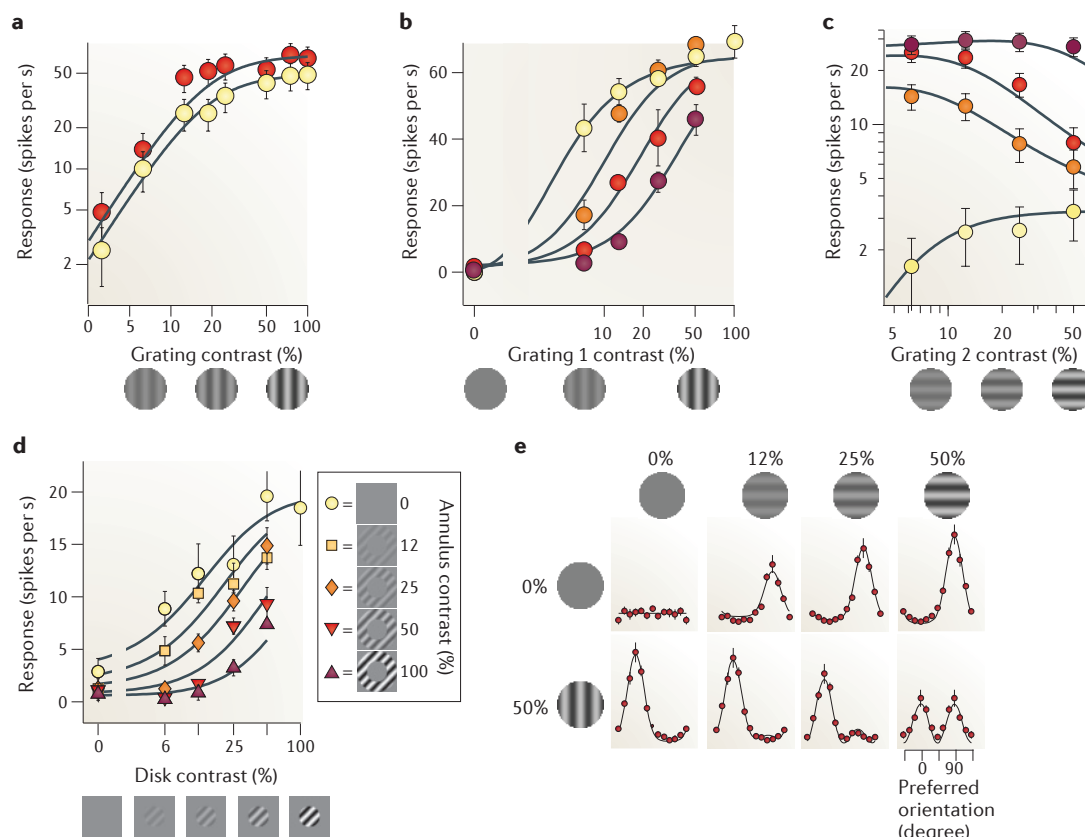 a
Response (spikes per s)
50
20
10
5
2
0 5 10 20 50 100
Grating contrast (%)
b
Response (spikes per s)
60
40
20
0
0 10 20 50 100
Grating 1 contrast (%)
c
Response (spikes per s)
20
10
5
2
5 10 20 50
Grating 2 contrast (%)
d
Response (spikes per s)
20
15
10
5
0
0 6 25 100
Disk contrast (%)
= 0
= 12
= 25
= 50
= 100
Annulus contrast (%)
e
0% 12% 25% 50%
0%
50%
0 90
Preferred
orientation
(degree)